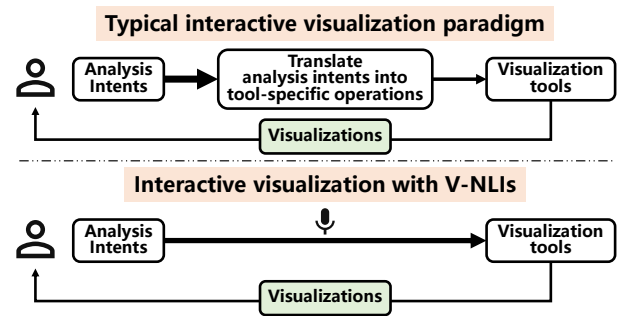 Typical interactive visualization paradigm
Analysis
Intents
Translate
analysis intents into
tool-specific operations
Visualization
tools
Visualizations
Interactive visualization with V-NLIs
Analysis
Intents
Visualization
tools
Visualizations